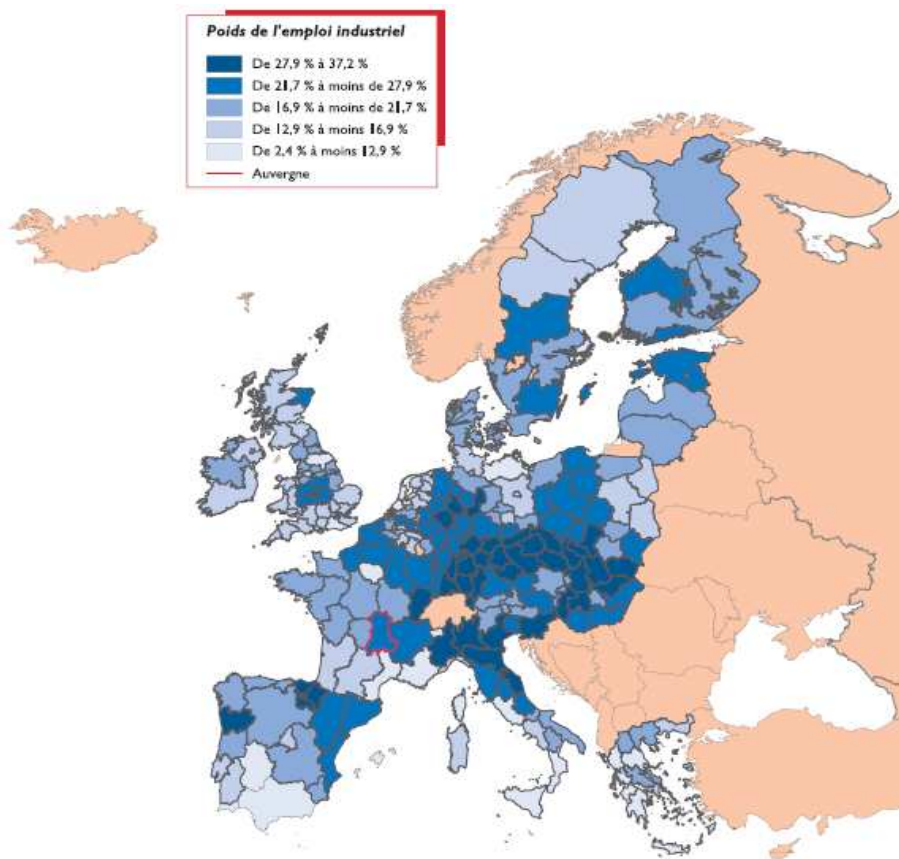 Poids de l'emploi industriel
De 27,9 % à 37,2 %
De 21,7 % à moins de 27,9 %
De 16,9 % à moins de 21,7 %
De 12,9 % à moins 16,9 %
De 2,4 % à moins 12,9 %
Auvergne